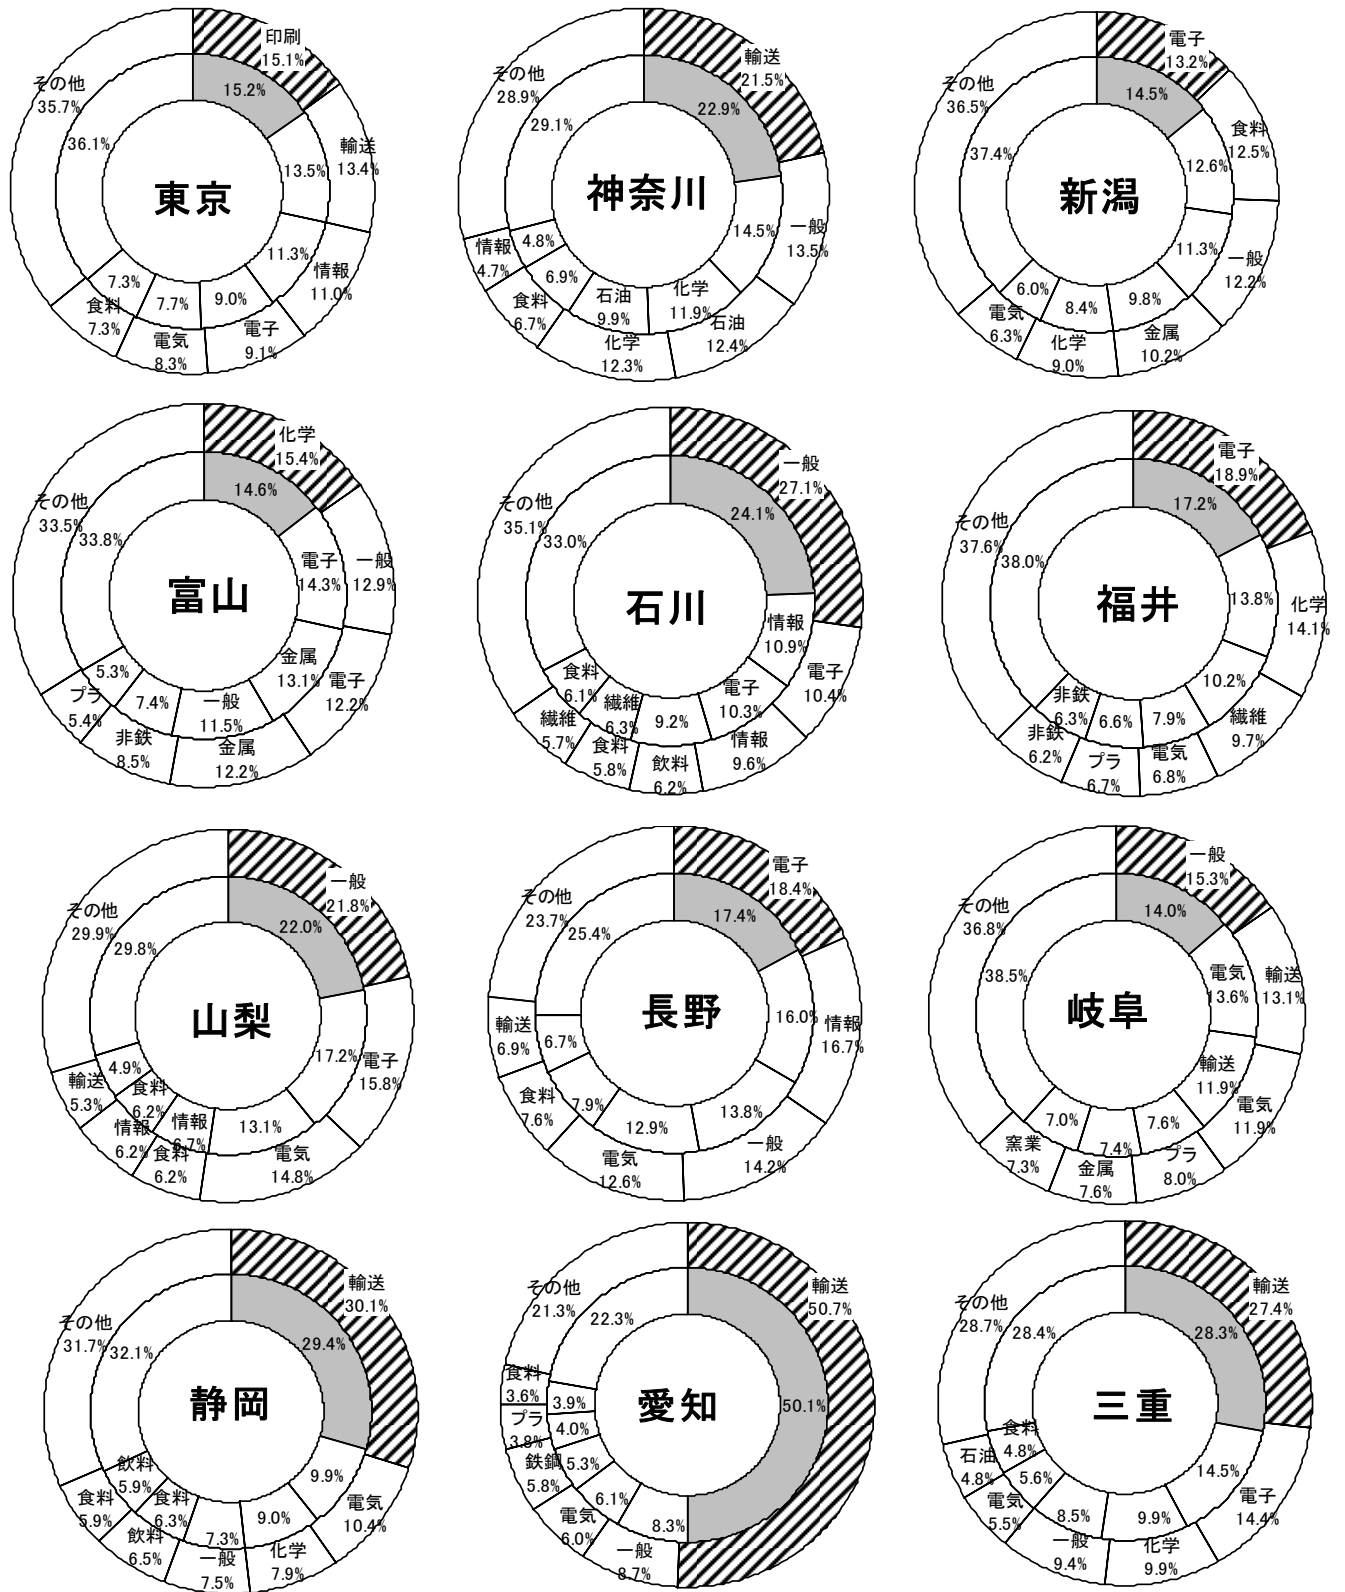 東京
印刷
15.1%
輸送
13.4%
情報
11.0%
電子
9.1%
電気
8.3%
食料
7.3%
その他
35.7%
15.2%
13.5%
11.3%
9.0%
7.7%
7.3%
36.1%
神奈川
輸送
21.5%
一般
13.5%
石油
12.4%
化学
12.3%
食料
6.7%
情報
4.7%
その他
28.9%
22.9%
14.5%
化学
11.9%
石油
9.9%
6.9%
4.8%
29.1%
新潟
電子
13.2%
食料
12.5%
一般
12.2%
金属
10.2%
化学
9.0%
電気
6.3%
その他
36.5%
14.5%
12.6%
11.3%
9.8%
8.4%
6.0%
37.4%
富山
化学
15.4%
一般
12.9%
電子
12.2%
金属
12.2%
非鉄
8.5%
プラ
5.4%
その他
33.5%
14.6%
電子
14.3%
金属
13.1%
一般
11.5%
7.4%
5.3%
33.8%
石川
一般
27.1%
電子
10.4%
情報
9.6%
飲料
6.2%
食料
5.8%
繊維
5.7%
その他
35.1%
24.1%
情報
10.9%
電子
10.3%
9.2%
繊維
6.3%
食料
6.1%
33.0%
福井
電子
18.9%
化学
14.1%
繊維
9.7%
電気
6.8%
プラ
6.7%
非鉄
6.2%
その他
37.6%
17.2%
13.8%
10.2%
7.9%
6.6%
非鉄
6.3%
38.0%
山梨
一般
21.8%
電子
15.8%
電気
14.8%
食料
6.2%
情報
6.2%
輸送
5.3%
その他
29.9%
22.0%
17.2%
13.1%
情報
6.7%
食料
6.2%
4.9%
29.8%
長野
電子
18.4%
情報
16.7%
一般
14.2%
電気
12.6%
食料
7.6%
輸送
6.9%
その他
23.7%
17.4%
16.0%
13.8%
12.9%
7.9%
6.7%
25.4%
岐阜
一般
15.3%
輸送
13.1%
電気
11.9%
プラ
8.0%
金属
7.6%
窯業
7.3%
その他
36.8%
14.0%
電気
13.6%
輸送
11.9%
7.6%
7.4%
7.0%
38.5%
静岡
輸送
30.1%
電気
10.4%
化学
7.9%
一般
7.5%
飲料
6.5%
食料
5.9%
その他
31.7%
29.4%
9.9%
9.0%
7.3%
食料
6.3%
飲料
5.9%
32.1%
愛知
輸送
50.7%
一般
8.7%
電気
6.0%
鉄鋼
5.8%
プラ
3.8%
食料
3.6%
その他
21.3%
50.1%
8.3%
6.1%
5.3%
4.0%
3.9%
22.3%
三重
輸送
27.4%
電子
14.4%
化学
9.9%
一般
9.4%
電気
5.5%
石油
4.8%
その他
28.7%
28.3%
14.5%
9.9%
8.5%
5.6%
食料
4.8%
28.4%